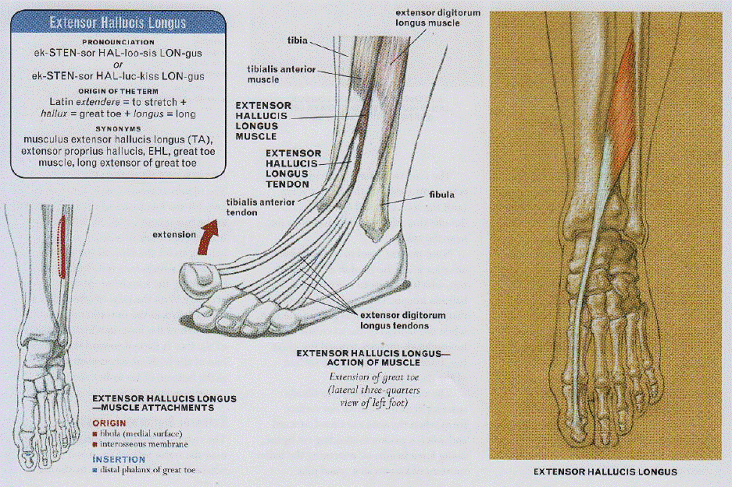 Extensor Hallucis Longus
PRONOUNCIATION
ek-STEN-sor HAL-loo-sis LON-gus
or
ek-STEN-sor HAL-luc-kiss LON-gus
ORIGIN OF THE TERM
Latin extendere = to stretch +
hallux = great toe + longus = long
SYNONYMS
musculus extensor hallucis longus (TA),
extensor proprius hallucis, EHL, great toe
muscle, long extensor of great toe
extensor digitorum
longus muscle
tibia
tibialis anterior
muscle
EXTENSOR
HALLUCIS
LONGUS
MUSCLE
EXTENSOR
HALLUCIS
LONGUS
TENDON
tibialis anterior
tendon
fibula
extension
extensor digitorum
longus tendons
EXTENSOR HALLUCIS LONGUS—
ACTION OF MUSCLE
Extension of great toe
(lateral three-quarters
view of left foot)
EXTENSOR HALLUCIS LONGUS
—MUSCLE ATTACHMENTS
ORIGIN
fibula (medial surface)
interosseous membrane
INSERTION
distal phalanx of great toe
EXTENSOR HALLUCIS LONGUS